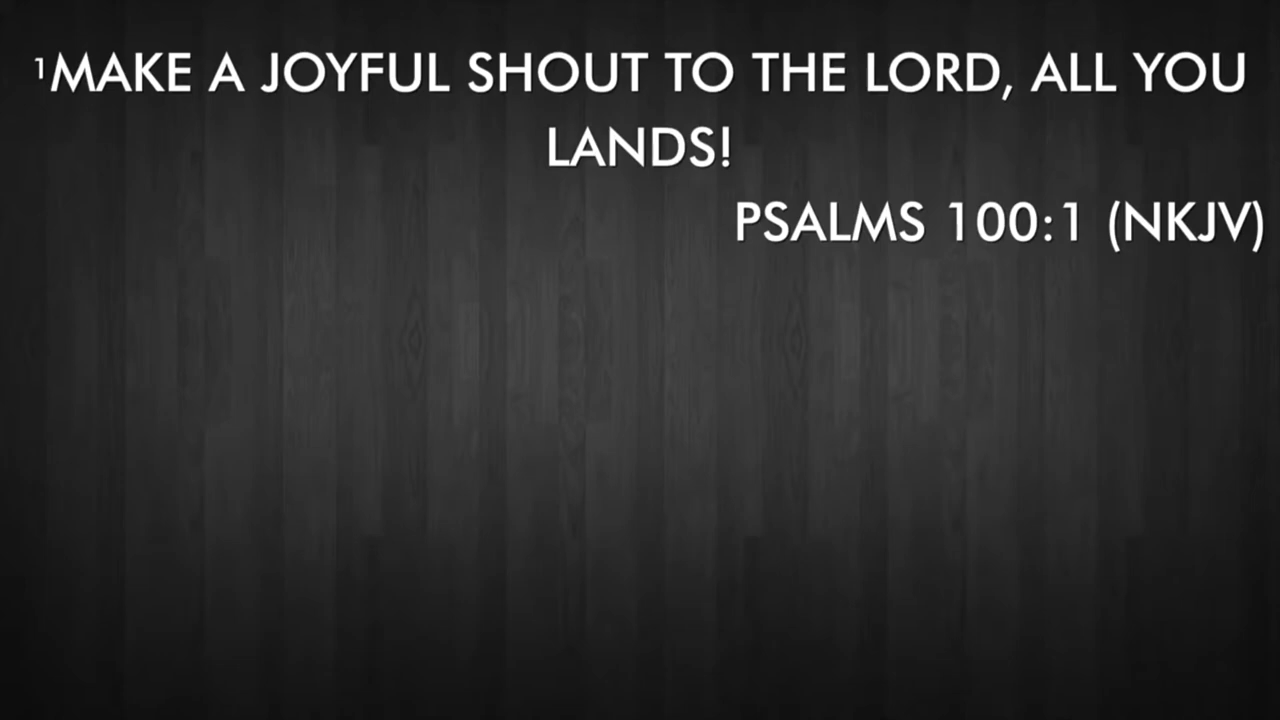 ¹MAKE A JOYFUL SHOUT TO THE LORD, ALL YOU
LANDS!
PSALMS 100:1 (NKJV)